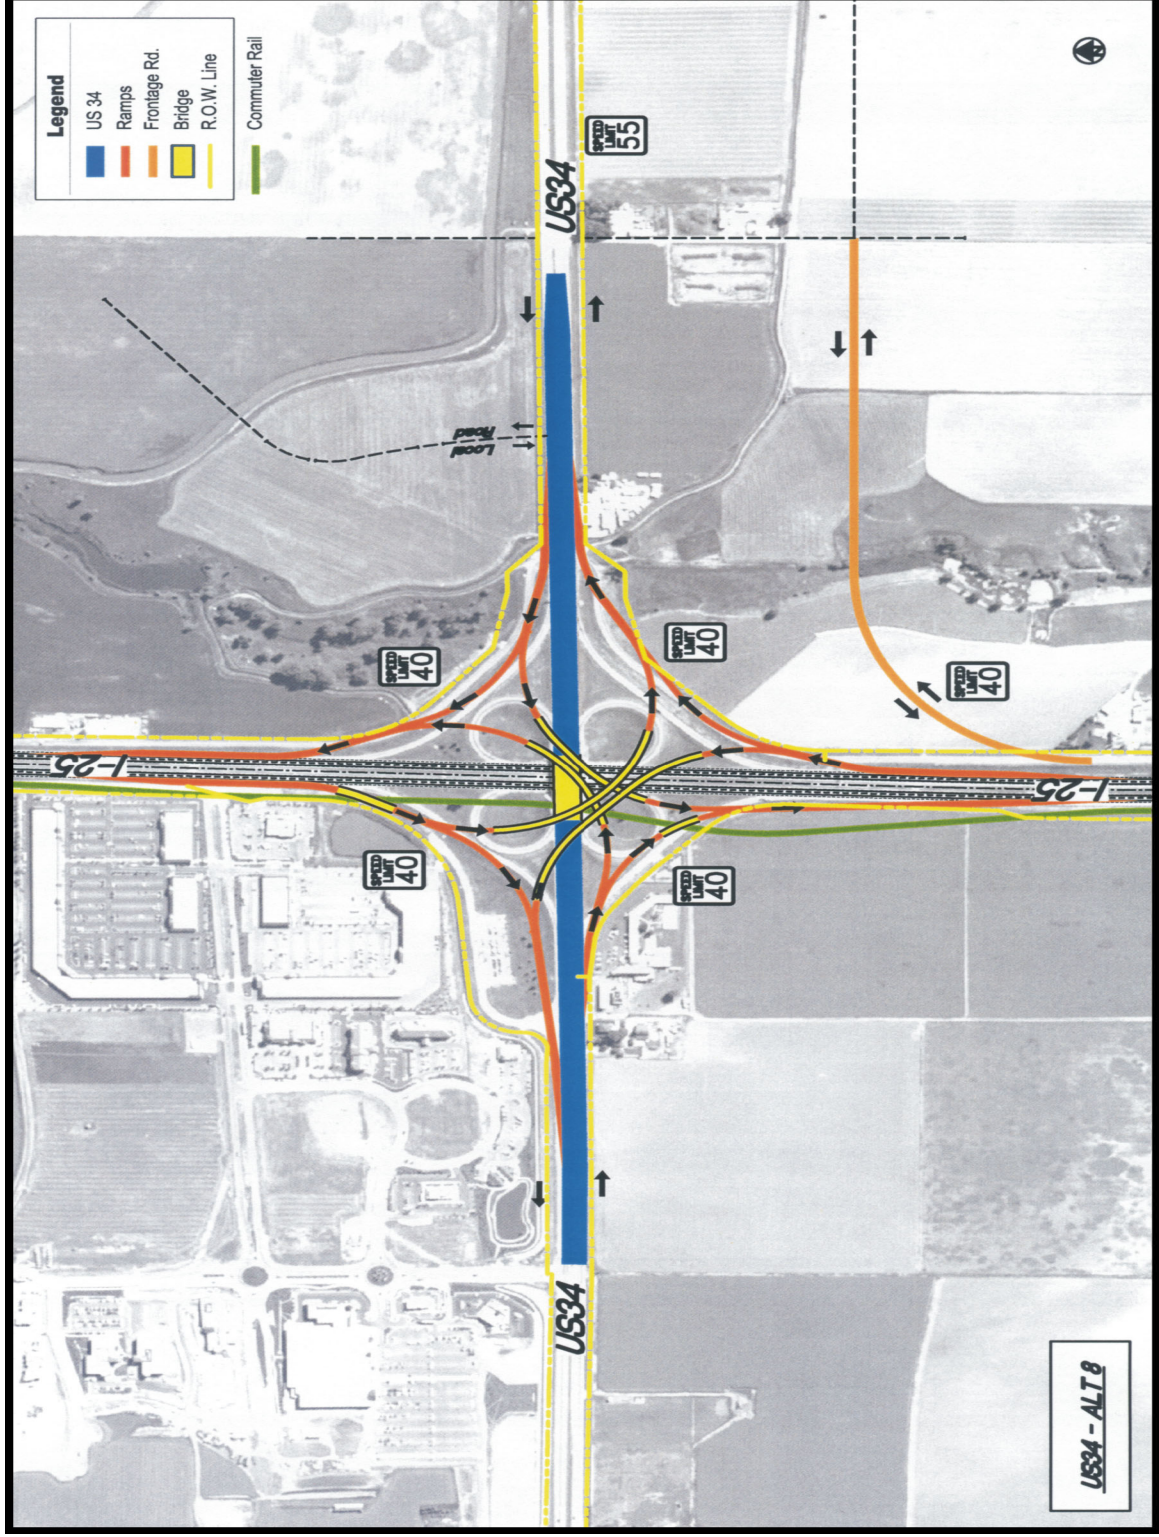 Legend
US 34
Ramps
Frontage Rd.
Bridge
R.O.W. Line
Commuter Rail
N
US34
SPEED
LIMIT
55
Local
Road
SPEED
LIMIT
40
SPEED
LIMIT
40
SPEED
LIMIT
40
I-25
I-25
SPEED
LIMIT
40
SPEED
LIMIT
40
US34
US34 - ALT 8